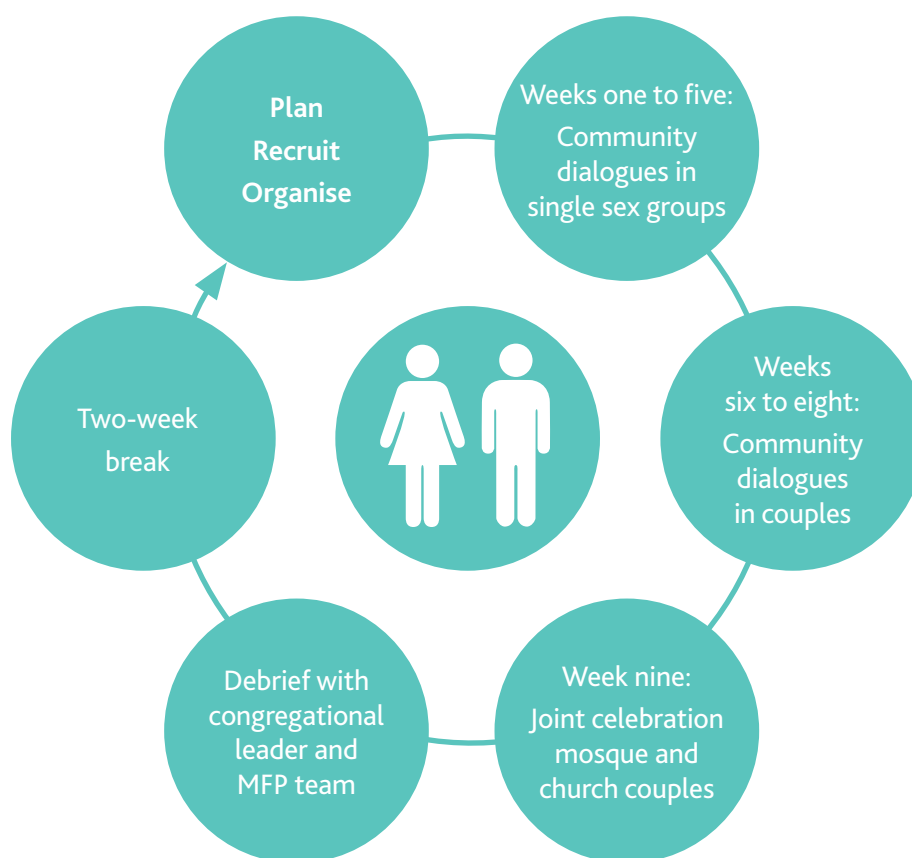 Plan
Recruit
Organise
Weeks one to five:
Community
dialogues in
single sex groups
Weeks
six to eight:
Community
dialogues
in couples
Week nine:
Joint celebration
mosque and
church couples
Debrief with
congregational
leader and
MFP team
Two-week
break